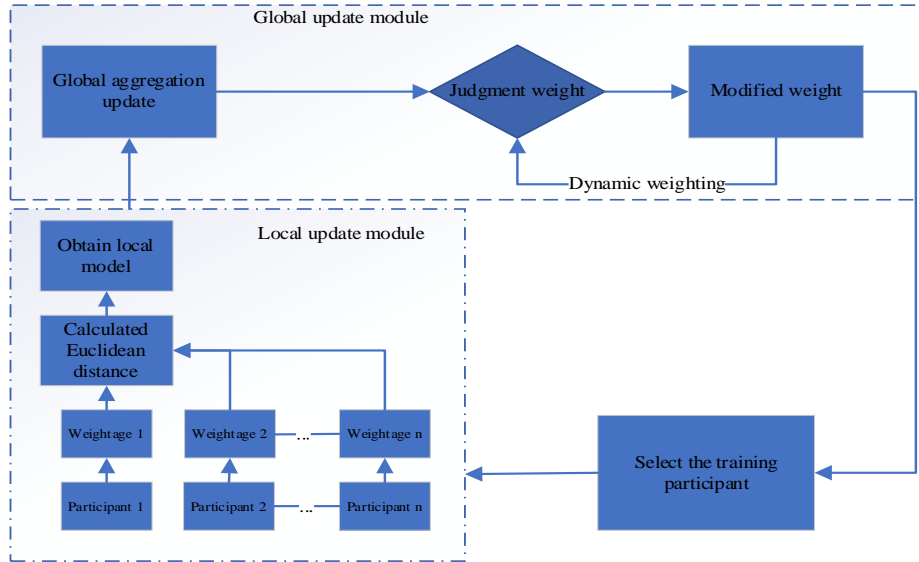 Global update module
Global aggregation
update
Judgment weight
Modified weight
Dynamic weighting
Local update module
Obtain local
model
Calculated
Euclidean
distance
Weightage 1
Weightage 2
...
Weightage n
Participant 1
Participant 2
...
Participant n
Select the training
participant